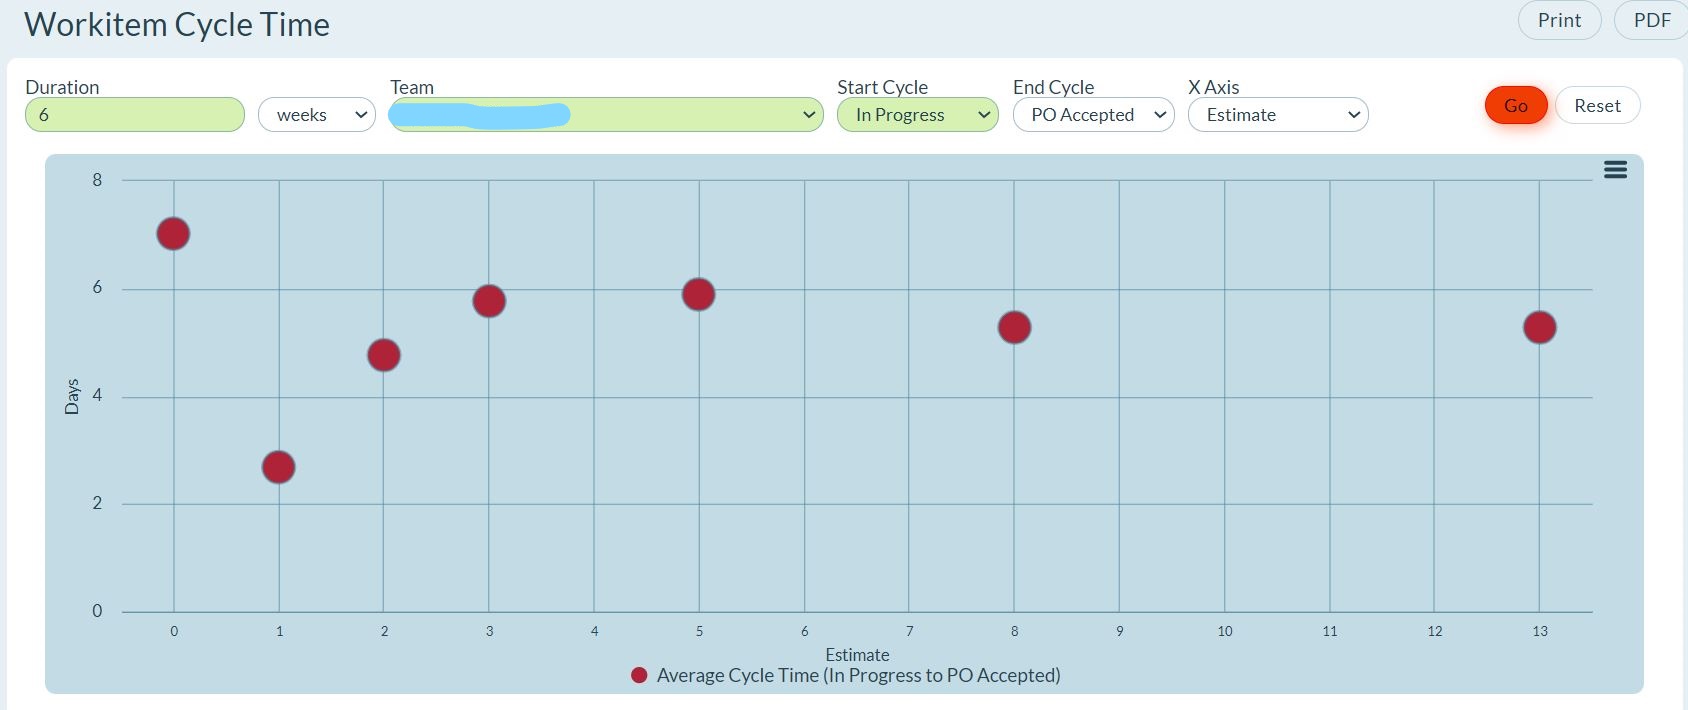 Workitem Cycle Time
Print PDF
Duration Team Start Cycle End Cycle X Axis
6 weeks In Progress PO Accepted Estimate Go Reset
8
6
4
2
0
Days
0 1 2 3 4 5 6 7 8 9 10 11 12 13
Estimate
Average Cycle Time (In Progress to PO Accepted)